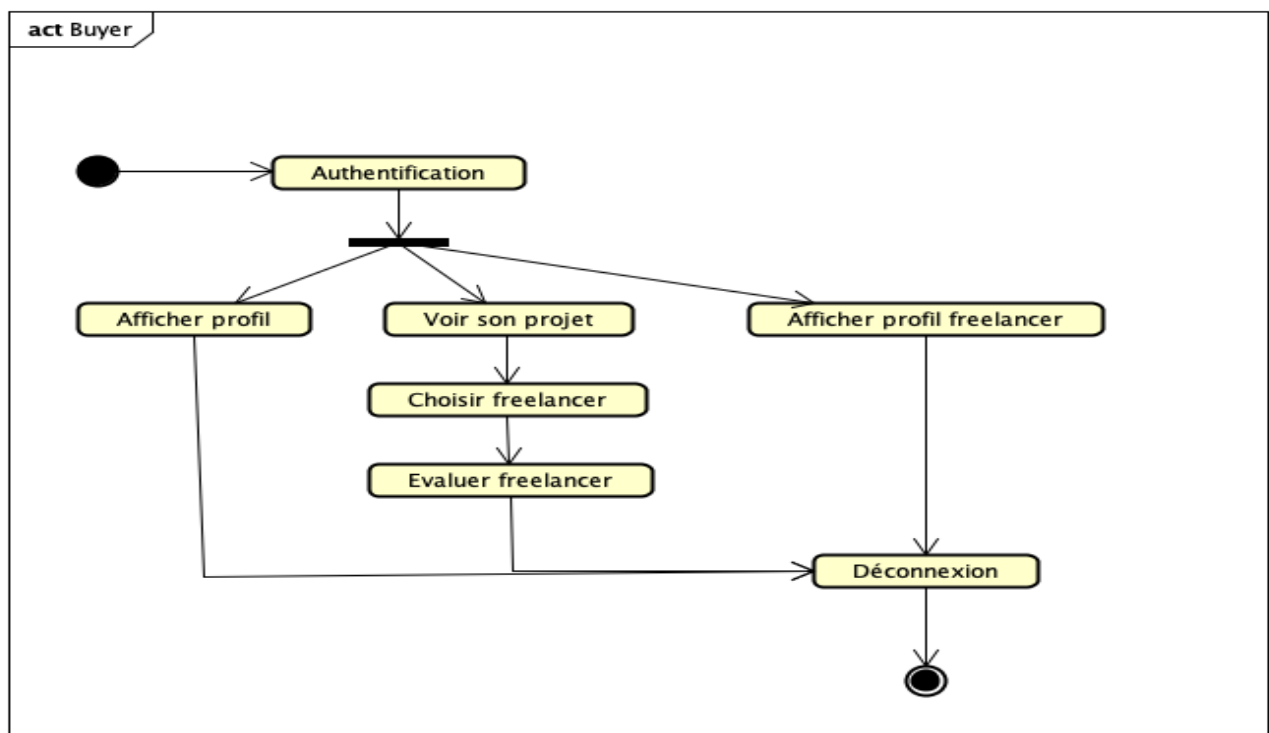 act Buyer
Authentification
Afficher profil
Voir son projet
Afficher profil freelancer
Choisir freelancer
Evaluer freelancer
Déconnexion